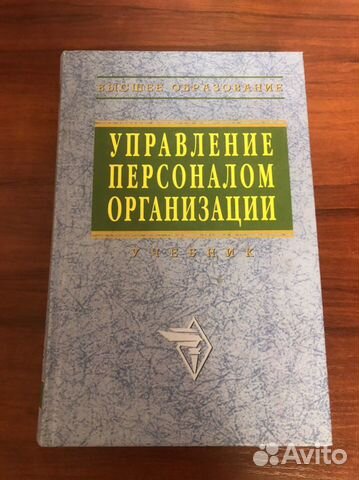 ВЫСШЕЕ ОБРАЗОВАНИЕ
УПРАВЛЕНИЕ
ПЕРСОНАЛОМ
ОРГАНИЗАЦИИ
УЧЕБНИК
Avito